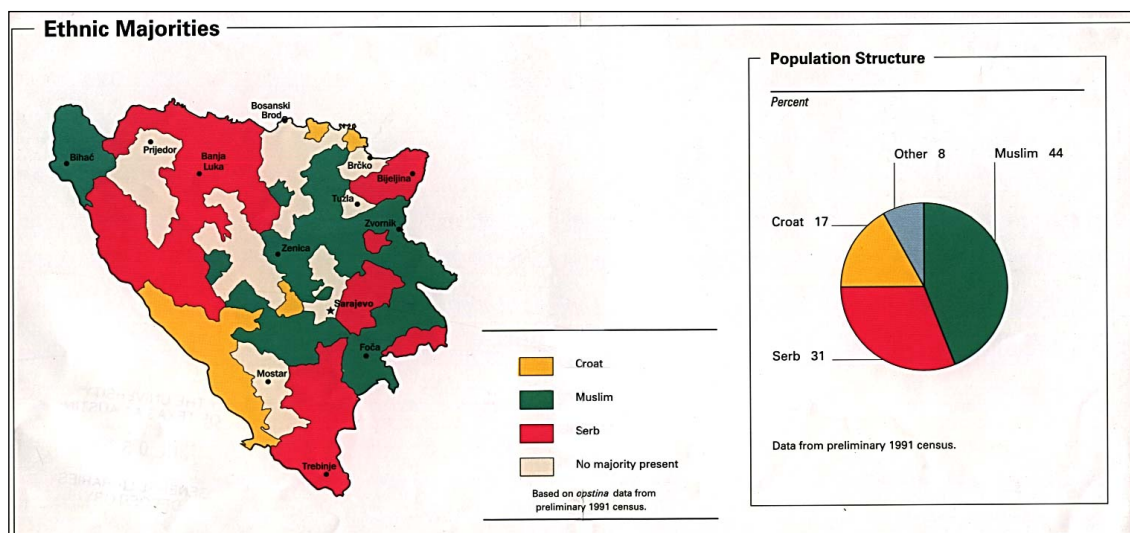 Ethnic Majorities
Bosanski
Brod
Bihać
Prijedor
Banja
Luka
Brčko
Bijeljina
Tuzla
Zvornik
Zenica
Sarajevo
Foča
Mostar
Trebinje
Croat
Muslim
Serb
No majority present
Based on opstina data from
preliminary 1991 census.
Population Structure
Percent
Other 8
Muslim 44
Croat 17
Serb 31
Data from preliminary 1991 census.